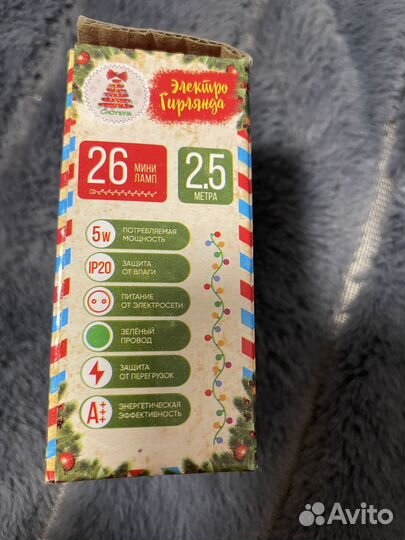 СНОУБУМ
Электро
Гирлянда
26 МИНИ
ЛАМП
2.5
МЕТРА
5W ПОТРЕБЛЯЕМАЯ
МОЩНОСТЬ
IP20 ЗАЩИТА
ОТ ВЛАГИ
ПИТАНИЕ
ОТ ЭЛЕКТРОСЕТИ
ЗЕЛЁНЫЙ
ПРОВОД
ЗАЩИТА
ОТ ПЕРЕГРУЗОК
A+++ ЭНЕРГЕТИЧЕСКАЯ
ЭФФЕКТИВНОСТЬ
Avito